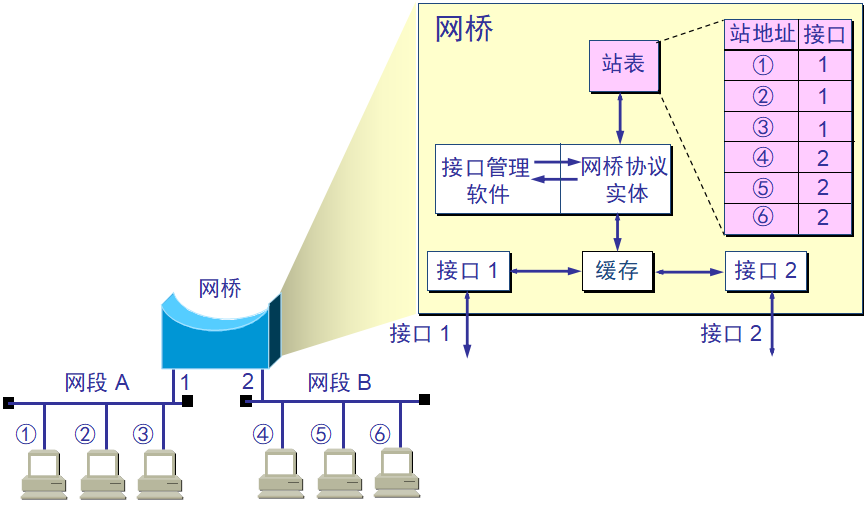 网桥
站表
站地址 接口
① 1
② 1
③ 1
④ 2
⑤ 2
⑥ 2
接口管理
软件
网桥协议
实体
接口 1
缓存
接口 2
接口 1
接口 2
网桥
1
2
网段 A
网段 B
① ② ③ ④ ⑤ ⑥